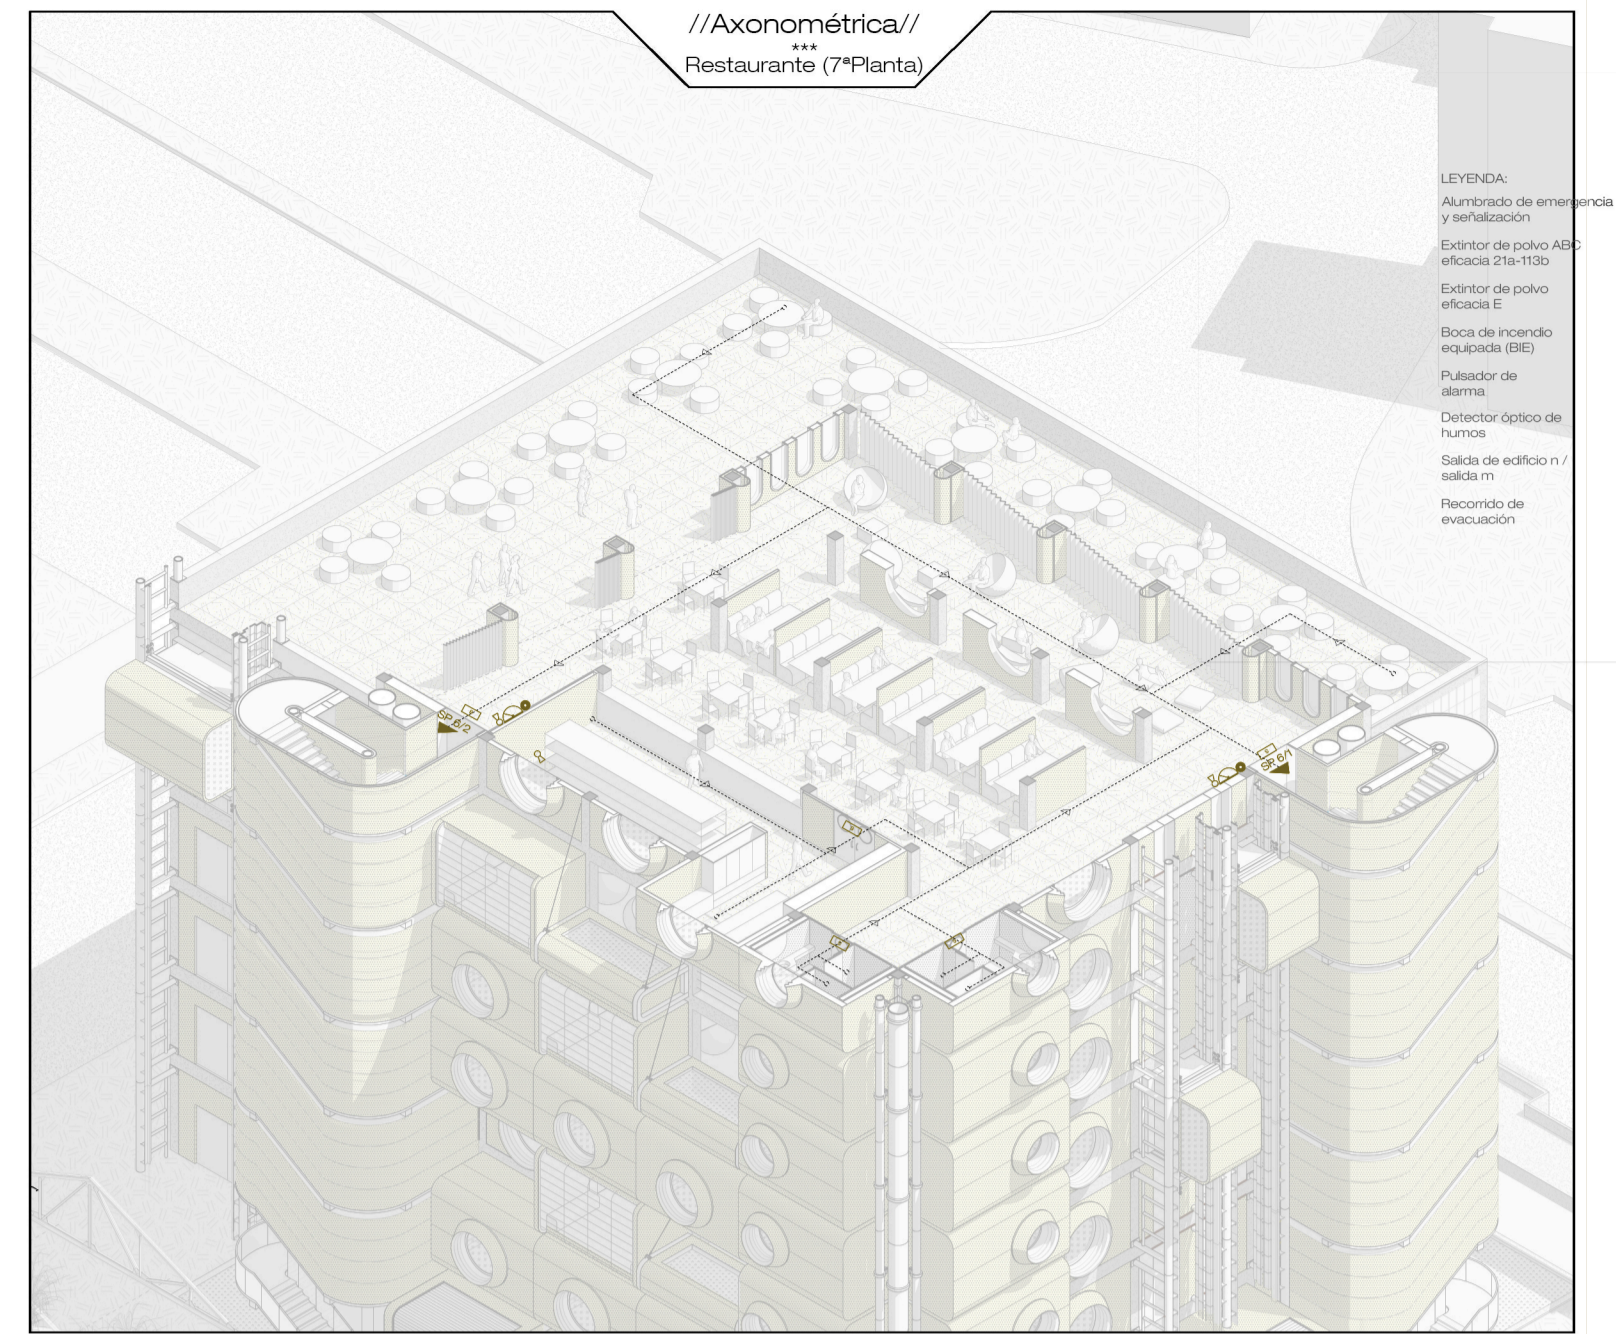 //Axonométrica//
***
Restaurante (7ªPlanta)
LEYENDA:
Alumbrado de emergencia
y señalización
Extintor de polvo ABC
eficacia 21a-113b
Extintor de polvo
eficacia E
Boca de incendio
equipada (BIE)
Pulsador de
alarma
Detector óptico de
humos
Salida de edificio n /
salida m
Recorrido de
evacuación
SP 6/2
SP 6/1